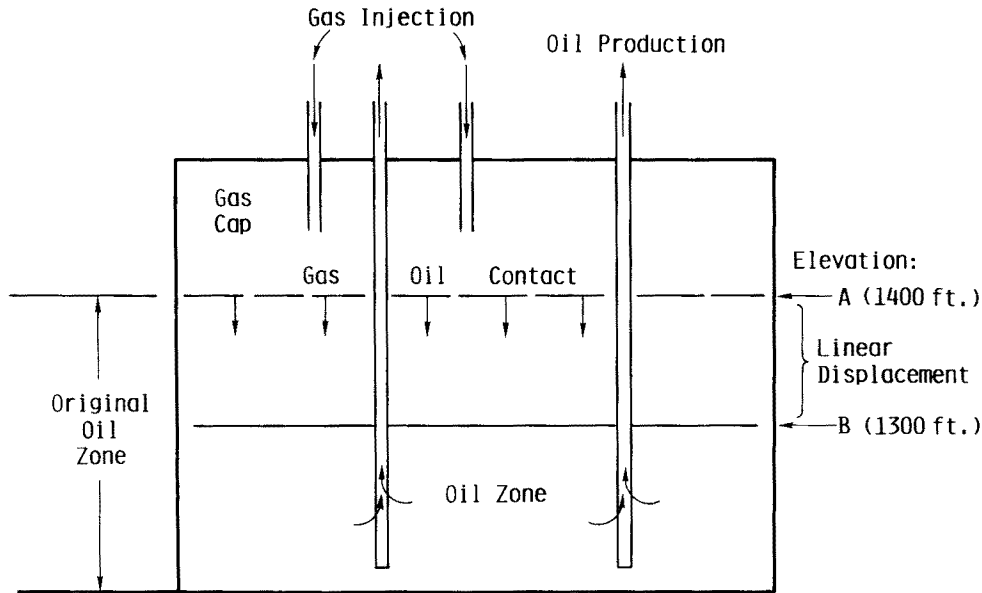 Gas Injection
Oil Production
Gas
Cap
Elevation:
Gas Oil Contact
A (1400 ft.)
Linear
Displacement
Original
Oil
Zone
B (1300 ft.)
Oil Zone